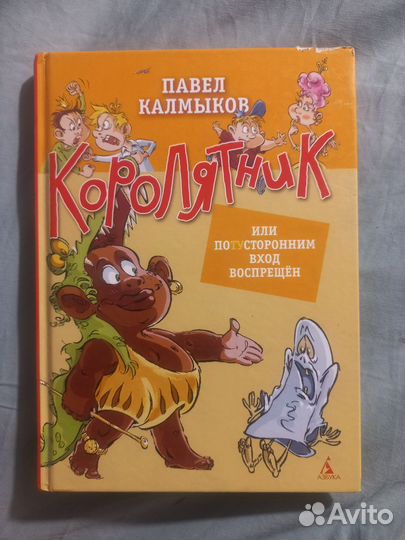 ПАВЕЛ
КАЛМЫКОВ
КОРОЛЯТНИК
ИЛИ
ПОТУСТОРОННИМ
ВХОД
ВОСПРЕЩЁН
АЗБУКА
Avito